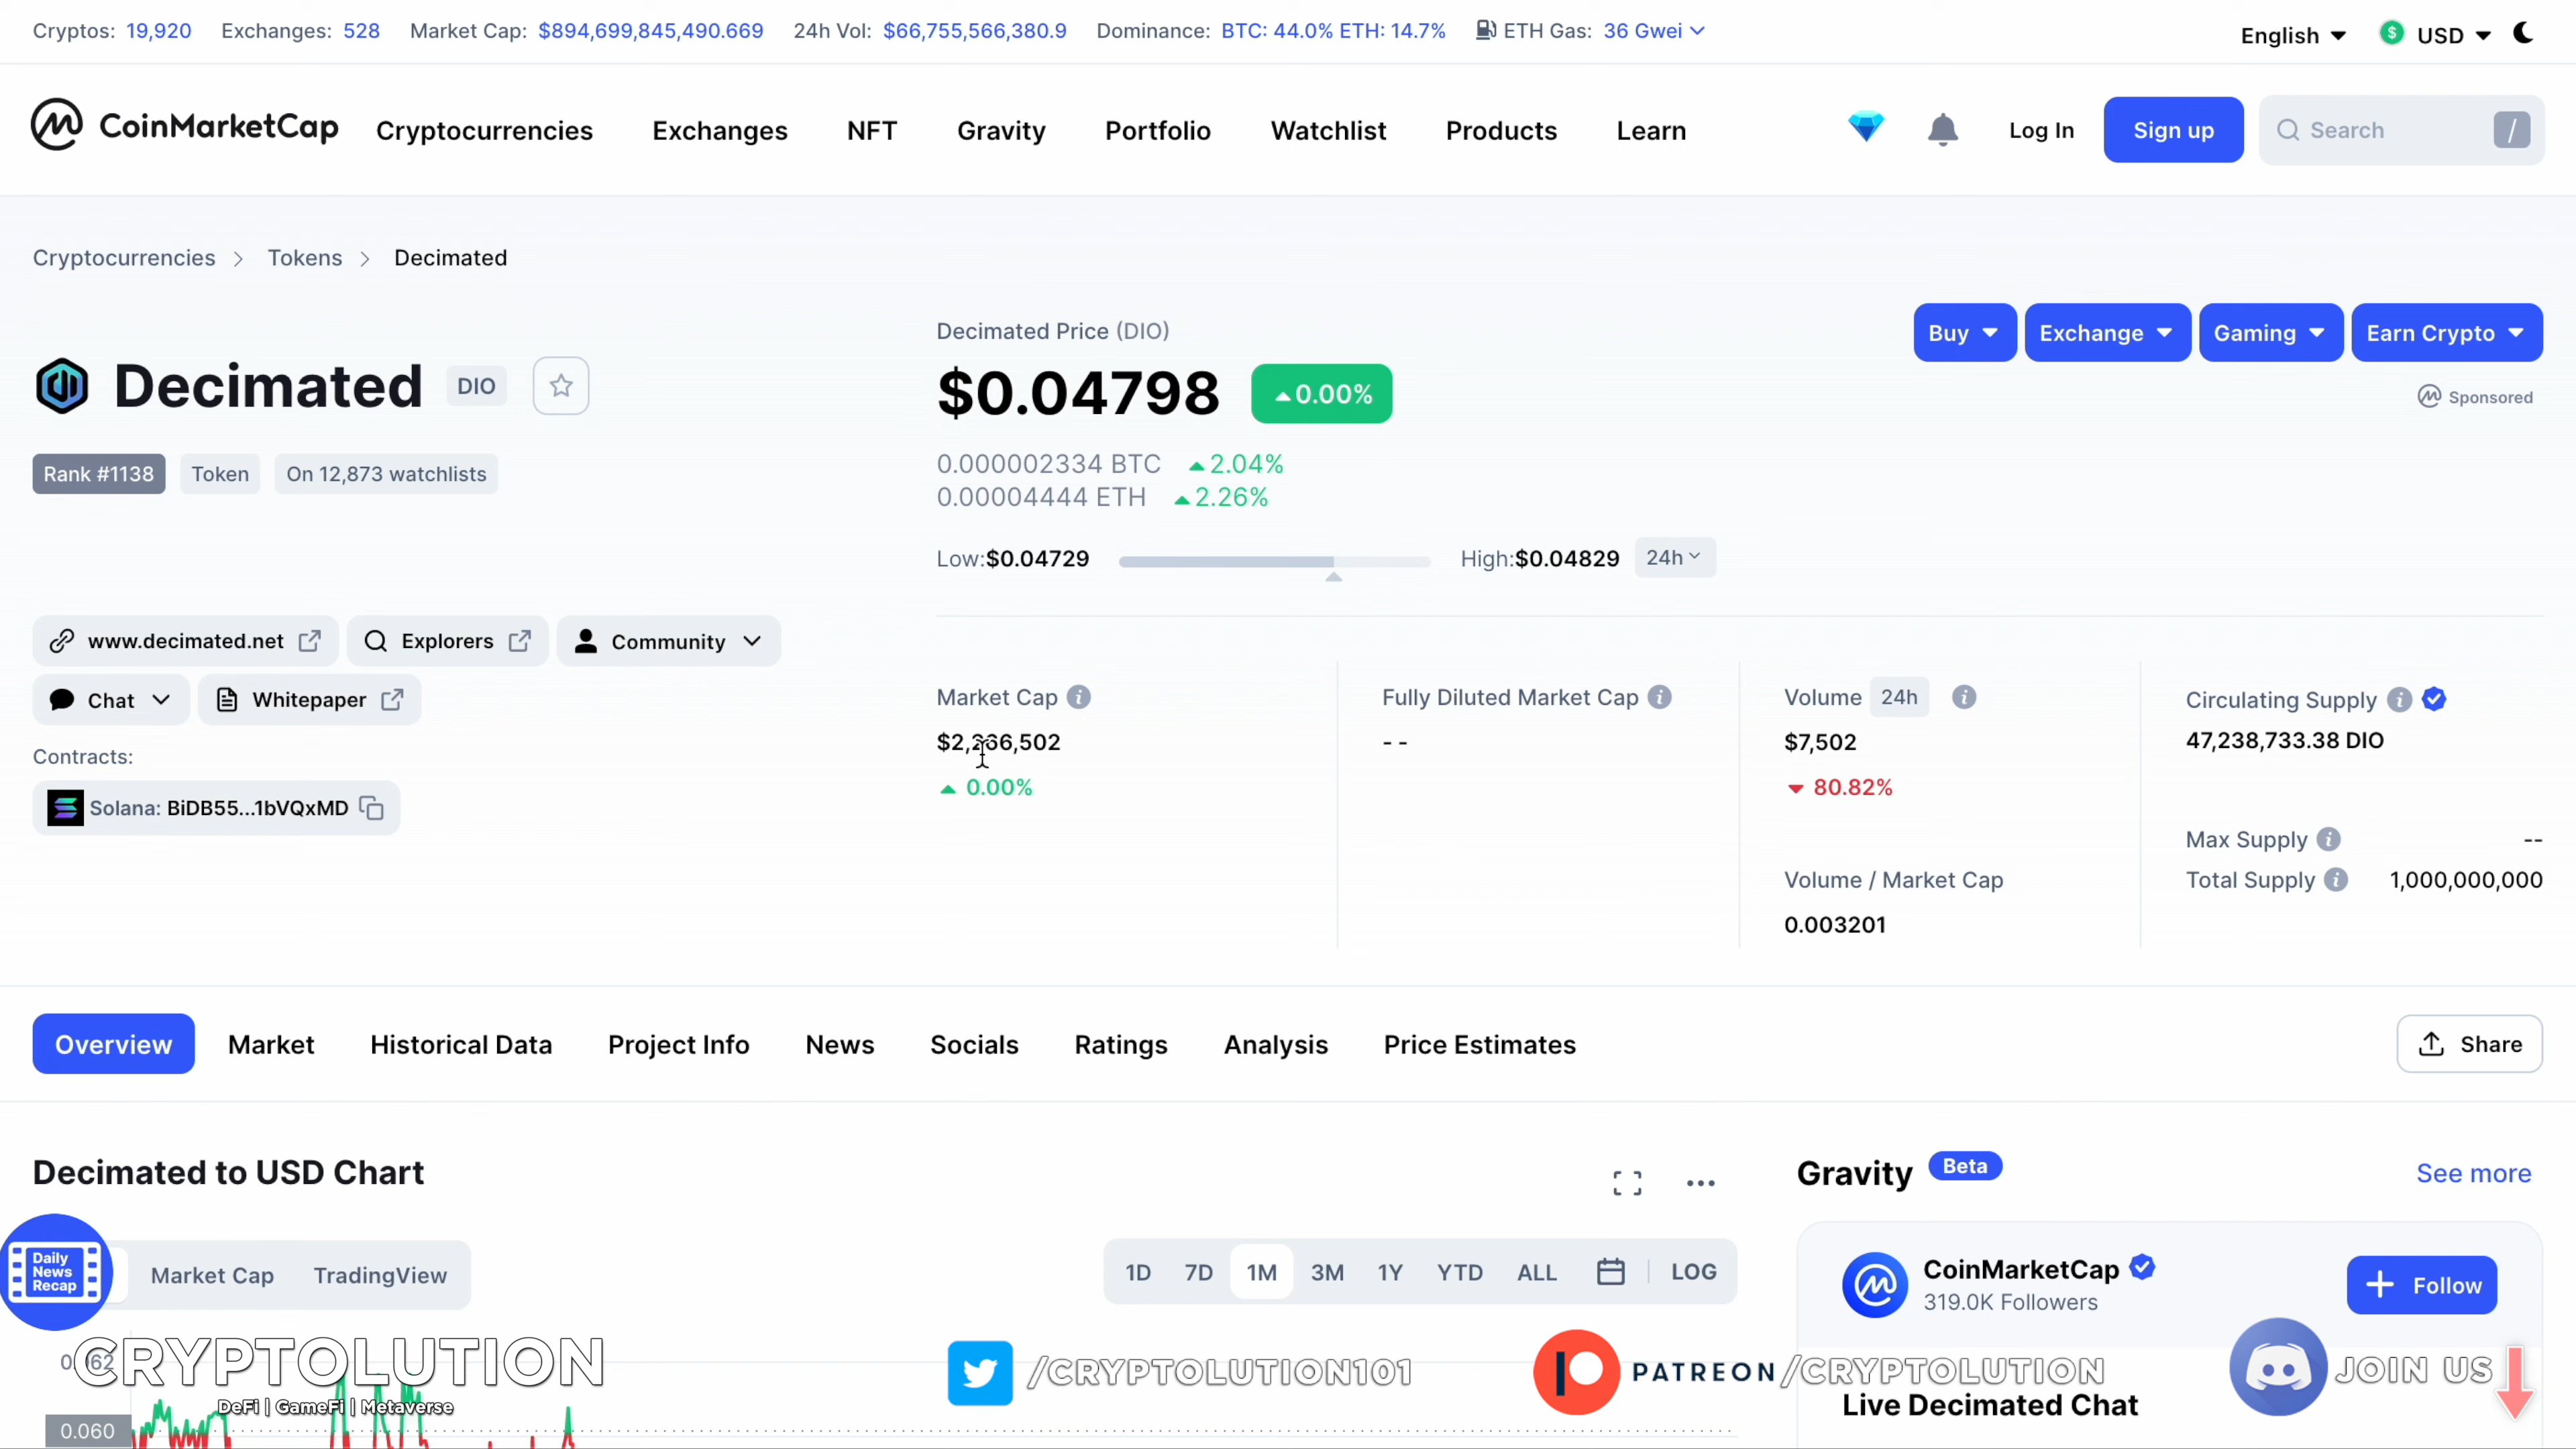 Cryptos: 19,920 Exchanges: 528 Market Cap: $894,699,845,490.669 24h Vol: $66,755,566,380.9 Dominance: BTC: 44.0% ETH: 14.7% ETH Gas: 36 Gwei English $ USD
CoinMarketCap Cryptocurrencies Exchanges NFT Gravity Portfolio Watchlist Products Learn Log In Sign up Search /
Cryptocurrencies > Tokens > Decimated
Decimated Price (DIO)
Buy Exchange Gaming Earn Crypto
Decimated DIO
$0.04798 0.00%
Sponsored
Rank #1138 Token On 12,873 watchlists
0.000002334 BTC 2.04%
0.00004444 ETH 2.26%
Low:$0.04729 High:$0.04829 24h
www.decimated.net Explorers Community
Chat Whitepaper
Contracts:
Solana: BiDB55...1bVQxMD
Market Cap
0.00%
Fully Diluted Market Cap
- -
Volume 24h
$7,502
80.82%
Volume / Market Cap
0.003201
Circulating Supply
47,238,733.38 DIO
Max Supply --
Total Supply 1,000,000,000
Overview Market Historical Data Project Info News Socials Ratings Analysis Price Estimates Share
Decimated to USD Chart
Gravity Beta See more
Daily
News
Recap
Market Cap TradingView
1D 7D 1M 3M 1Y YTD ALL LOG
CoinMarketCap
319.0K Followers
+ Follow
CRYPTOLUTION
DeFi | GameFi | Metaverse
/CRYPTOLUTION101
PATREON/CRYPTOLUTION
JOIN US
Live Decimated Chat
0.060